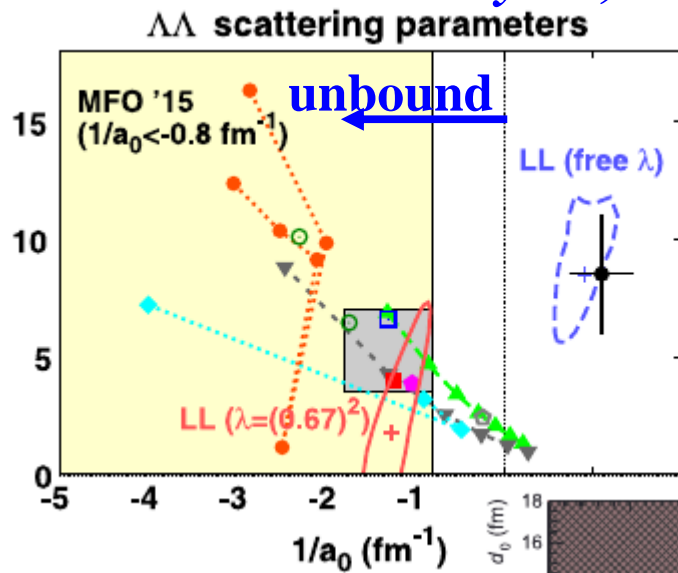 ΛΛ scattering parameters
MFO '15
(1/a₀<-0.8 fm⁻¹)
unbound
LL (free λ)
LL (λ=(0.67)²)
15
10
5
0
-5
-4
-3
-2
-1
1/a₀ (fm⁻¹)
d₀ (fm)
18
16